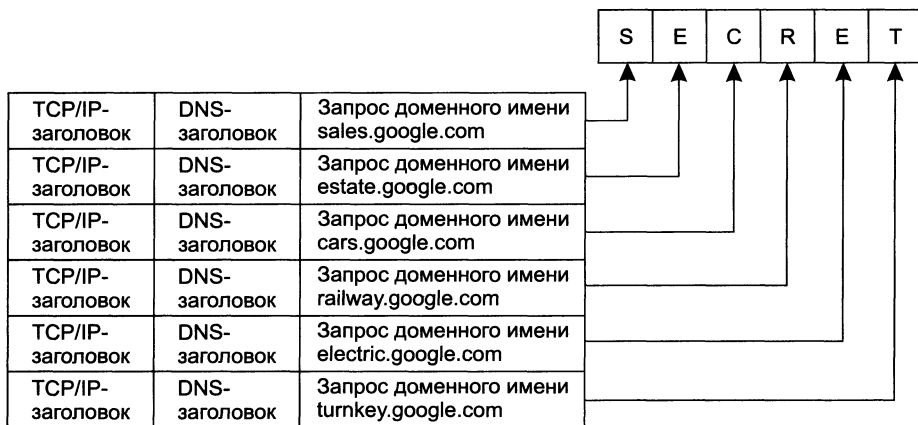 S E C R E T
TCP/IP- DNS- Запрос доменного имени
заголовок заголовок sales.google.com
TCP/IP- DNS- Запрос доменного имени
заголовок заголовок estate.google.com
TCP/IP- DNS- Запрос доменного имени
заголовок заголовок cars.google.com
TCP/IP- DNS- Запрос доменного имени
заголовок заголовок railway.google.com
TCP/IP- DNS- Запрос доменного имени
заголовок заголовок electric.google.com
TCP/IP- DNS- Запрос доменного имени
заголовок заголовок turnkey.google.com